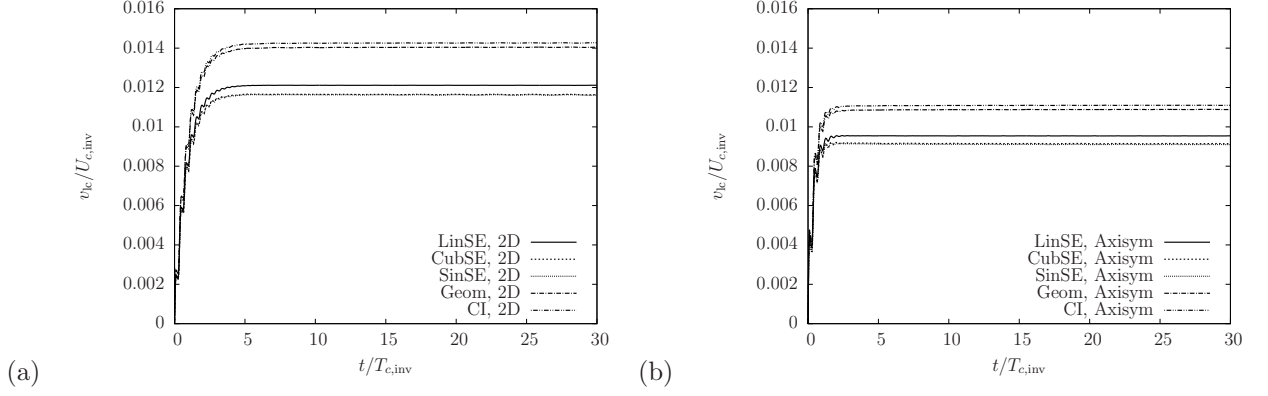 0.016
0.014
0.012
0.01
0.008
0.006
0.004
0.002
0
v_lc/U_c,inv
LinSE, 2D
CubSE, 2D
SinSE, 2D
Geom, 2D
CI, 2D
0 5 10 15 20 25 30
t/T_c,inv
(a)
0.016
0.014
0.012
0.01
0.008
0.006
0.004
0.002
0
v_lc/U_c,inv
LinSE, Axisym
CubSE, Axisym
SinSE, Axisym
Geom, Axisym
CI, Axisym
0 5 10 15 20 25 30
t/T_c,inv
(b)